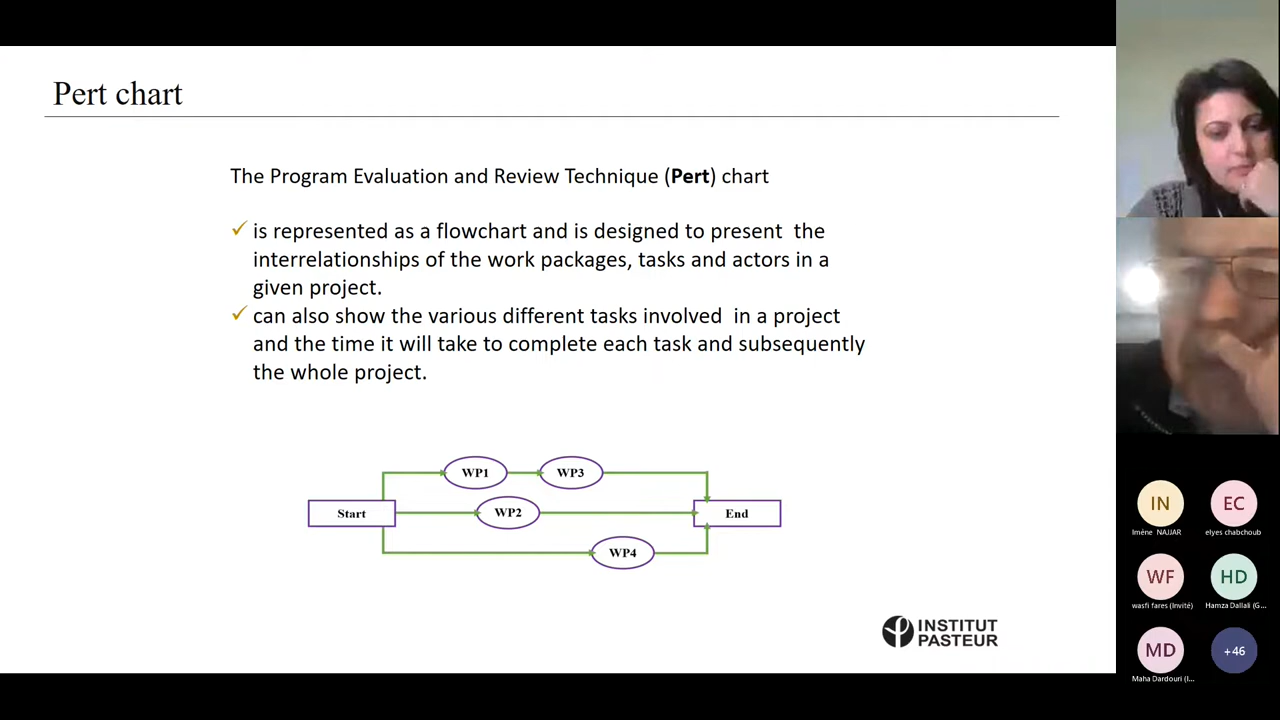 Pert chart
The Program Evaluation and Review Technique (Pert) chart
is represented as a flowchart and is designed to present the
interrelationships of the work packages, tasks and actors in a
given project.
can also show the various different tasks involved in a project
and the time it will take to complete each task and subsequently
the whole project.
WP1
WP3
Start
WP2
End
WP4
INSTITUT
PASTEUR
IN
EC
Imène NAJJAR
elyes chabchoub
WF
HD
wasfi fares (Invité)
Hamza Dallali (G...
MD
+46
Maha Dardouri (I...